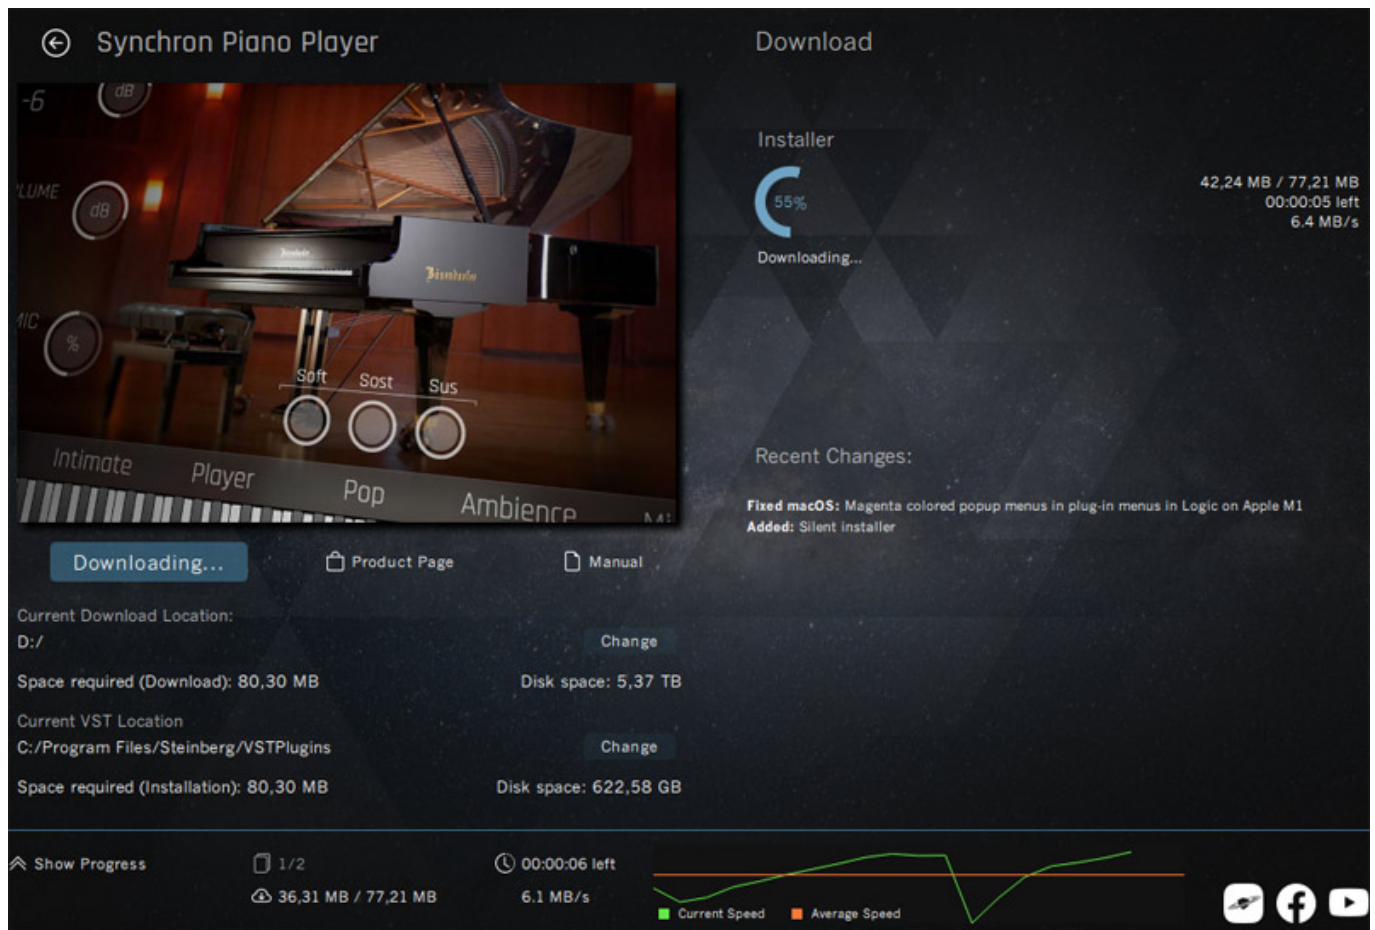 Synchron Piano Player
Download
-6
dB
LUME
dB
MIC
%
Bösendorfer
Bösendorfer
Soft
Sost
Sus
Intimate
Player
Pop
Ambience
Installer
55%
Downloading...
42,24 MB / 77,21 MB
00:00:05 left
6.4 MB/s
Recent Changes:
Fixed macOS: Magenta colored popup menus in plug-in menus in Logic on Apple M1
Added: Silent installer
Downloading...
Product Page
Manual
Current Download Location:
D:/
Change
Space required (Download): 80,30 MB
Disk space: 5,37 TB
Current VST Location
C:/Program Files/Steinberg/VSTPlugins
Change
Space required (Installation): 80,30 MB
Disk space: 622,58 GB
Show Progress
1/2
00:00:06 left
36,31 MB / 77,21 MB
6.1 MB/s
Current Speed
Average Speed